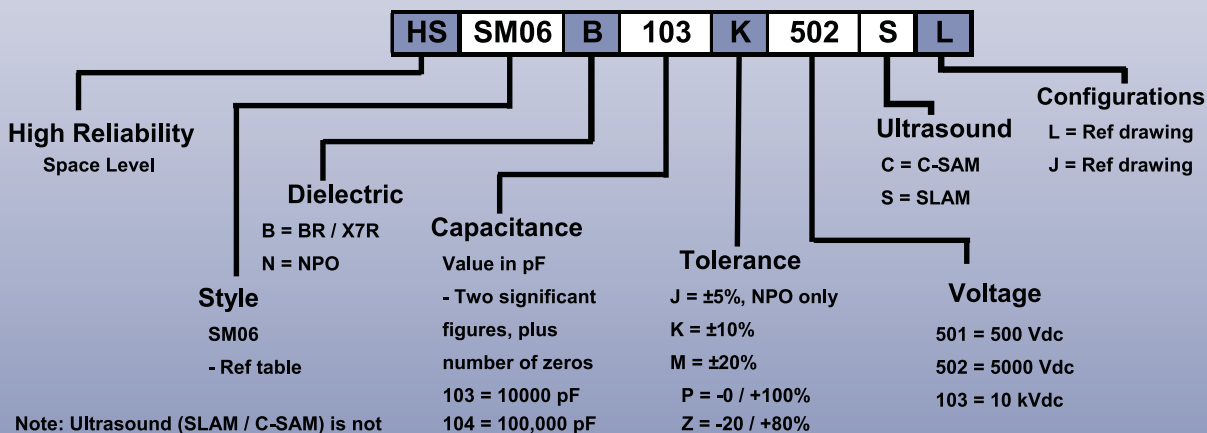 HS SM06 B 103 K 502 S L
High Reliability
Space Level
Style
SM06
- Ref table
Dielectric
B = BR / X7R
N = NPO
Capacitance
Value in pF
- Two significant
figures, plus
number of zeros
103 = 10000 pF
104 = 100,000 pF
Tolerance
J = ±5%, NPO only
K = ±10%
M = ±20%
P = -0 / +100%
Z = -20 / +80%
Voltage
501 = 500 Vdc
502 = 5000 Vdc
103 = 10 kVdc
Ultrasound
C = C-SAM
S = SLAM
Configurations
L = Ref drawing
J = Ref drawing
Note: Ultrasound (SLAM / C-SAM) is not